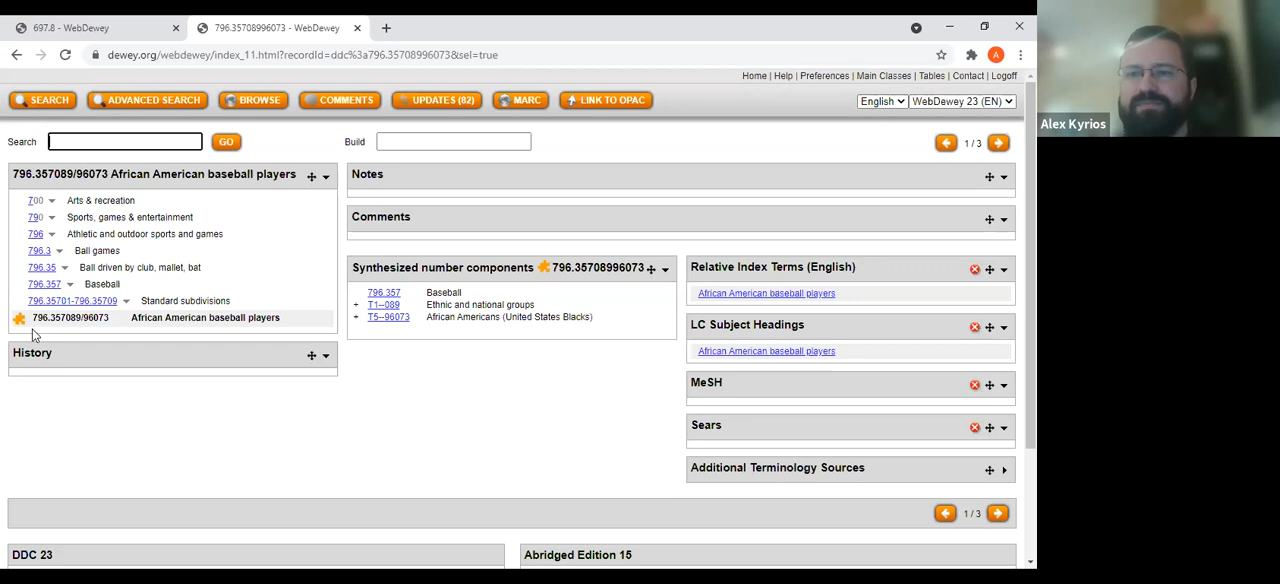 697.8 - WebDewey
796.35708996073 - WebDewey
dewey.org/webdewey/index_11.html?recordId=ddc%3a796.35708996073&sel=true
A
Home | Help | Preferences | Main Classes | Tables | Contact | Logoff
SEARCH
ADVANCED SEARCH
BROWSE
COMMENTS
UPDATES (82)
MARC
LINK TO OPAC
English
WebDewey 23 (EN)
Alex Kyrios
Search
GO
Build
1 / 3
796.357089/96073 African American baseball players
700 Arts & recreation
790 Sports, games & entertainment
796 Athletic and outdoor sports and games
796.3 Ball games
796.35 Ball driven by club, mallet, bat
796.357 Baseball
796.35701-796.35709 Standard subdivisions
796.357089/96073 African American baseball players
History
Notes
Comments
Synthesized number components 796.35708996073
796.357 Baseball
+ T1--089 Ethnic and national groups
+ T5--96073 African Americans (United States Blacks)
Relative Index Terms (English)
African American baseball players
LC Subject Headings
African American baseball players
MeSH
Sears
Additional Terminology Sources
1 / 3
DDC 23
Abridged Edition 15